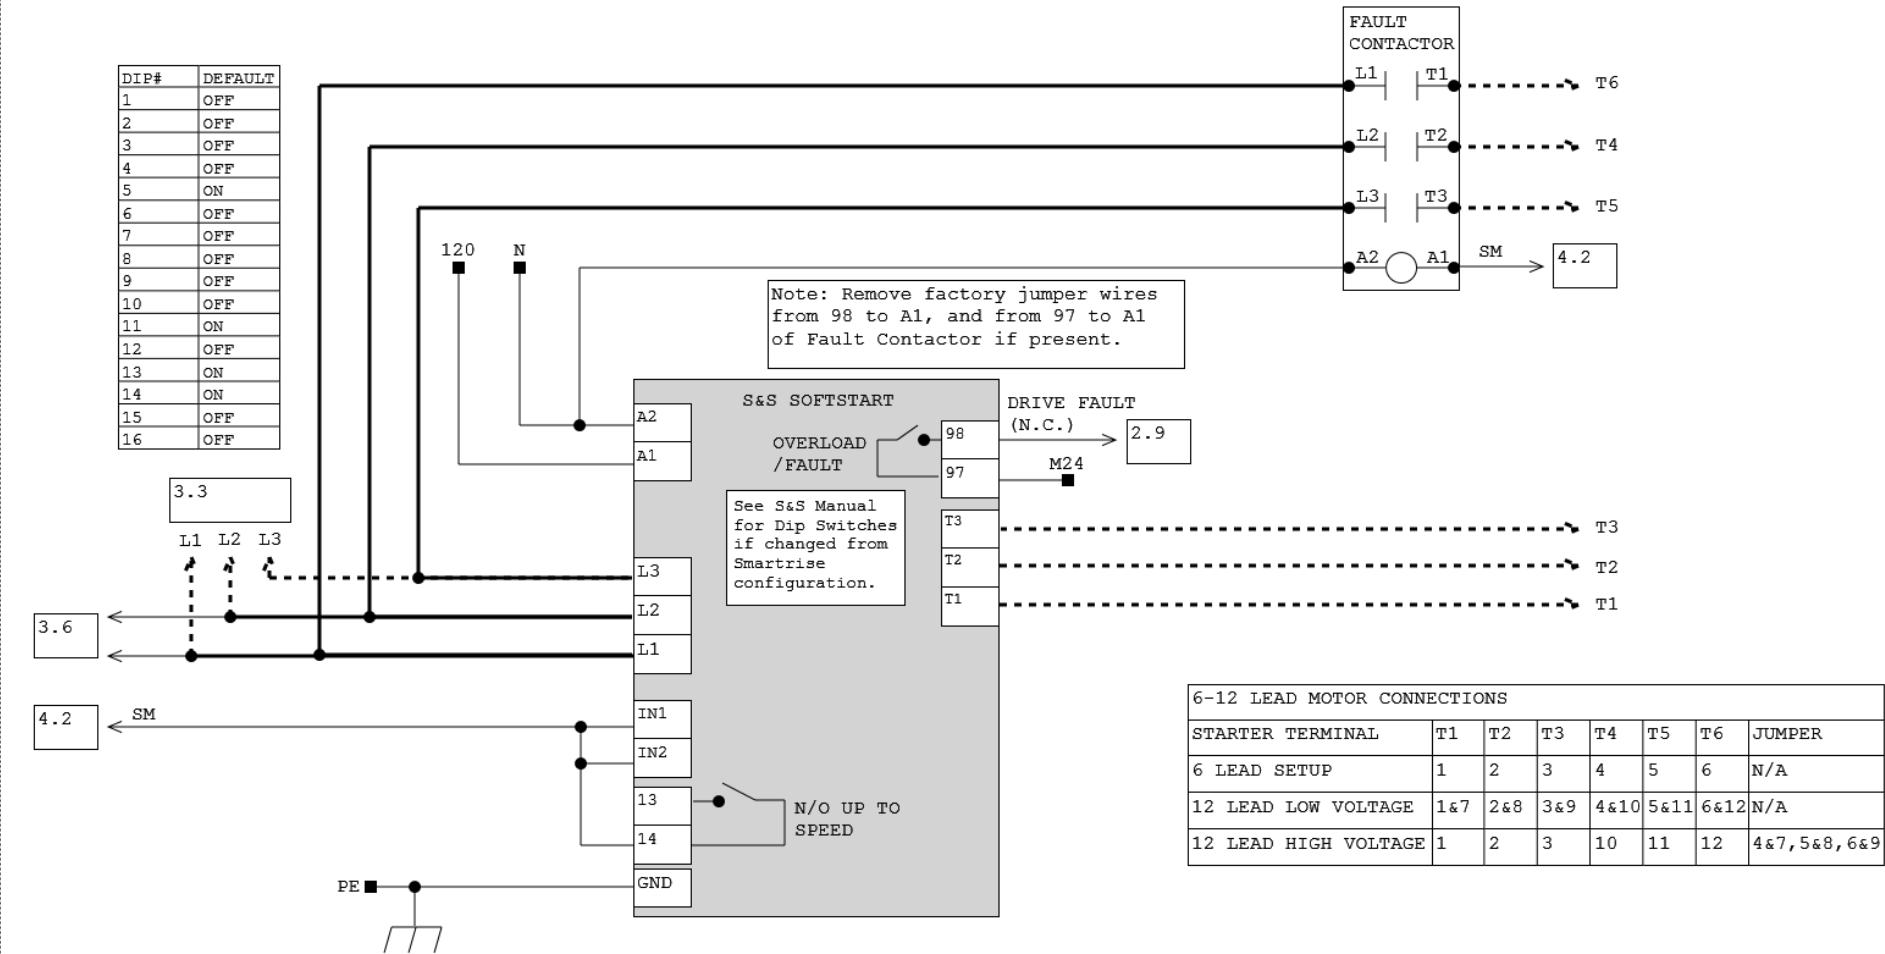 FAULT
CONTACTOR
L1 T1
T6
L2 T2
T4
L3 T3
T5
A2 A1
SM
4.2
DIP# DEFAULT
1 OFF
2 OFF
3 OFF
4 OFF
5 ON
6 OFF
7 OFF
8 OFF
9 OFF
10 OFF
11 ON
12 OFF
13 ON
14 ON
15 OFF
16 OFF
120 N
Note: Remove factory jumper wires
from 98 to A1, and from 97 to A1
of Fault Contactor if present.
S&S SOFTSTART
A2
A1
OVERLOAD
/FAULT
98
97
DRIVE FAULT
(N.C.)
2.9
M24
See S&S Manual
for Dip Switches
if changed from
Smartrise
configuration.
T3
T2
T1
T3
T2
T1
3.3
L1 L2 L3
L3
L2
L1
3.6
4.2
SM
IN1
IN2
13
14
N/O UP TO
SPEED
PE
GND
6-12 LEAD MOTOR CONNECTIONS
STARTER TERMINAL T1 T2 T3 T4 T5 T6 JUMPER
6 LEAD SETUP 1 2 3 4 5 6 N/A
12 LEAD LOW VOLTAGE 1&7 2&8 3&9 4&10 5&11 6&12 N/A
12 LEAD HIGH VOLTAGE 1 2 3 10 11 12 4&7,5&8,6&9